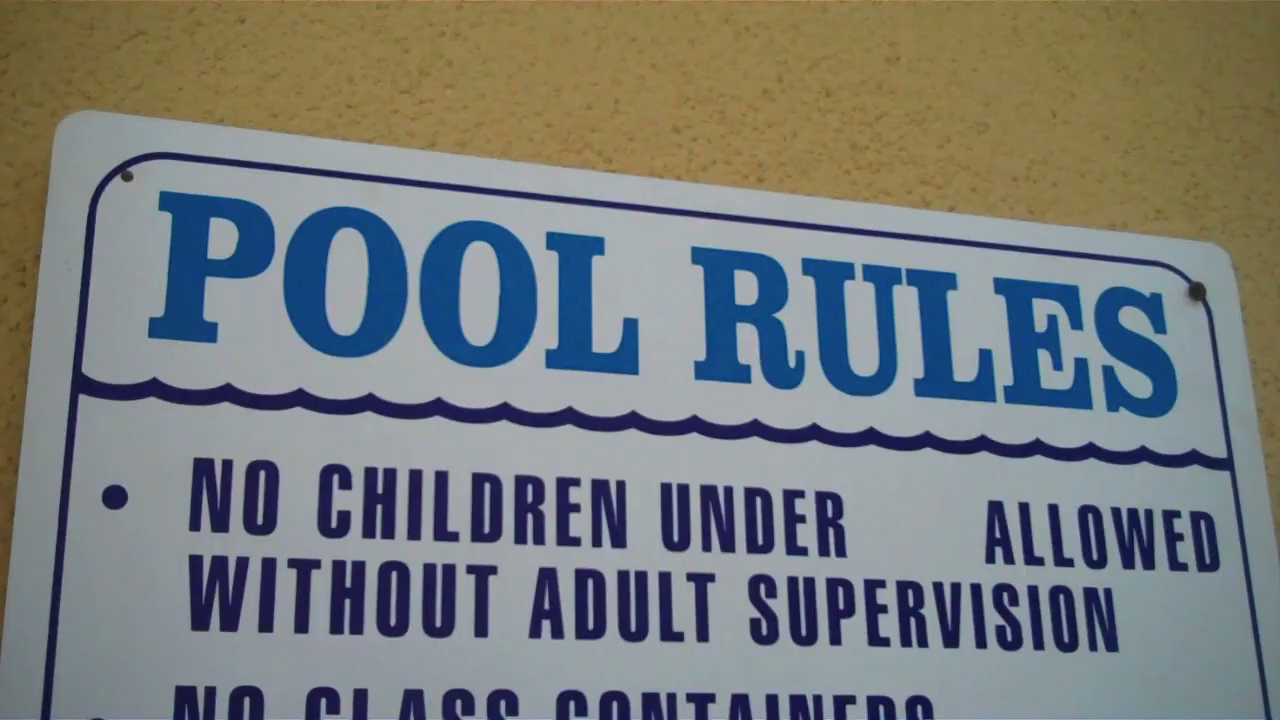 POOL RULES
• NO CHILDREN UNDER ALLOWED
WITHOUT ADULT SUPERVISION
NO GLASS CONTAINERS